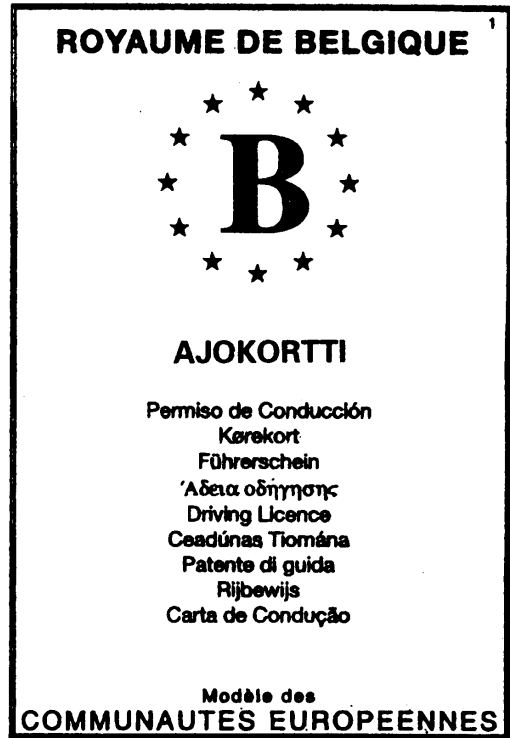 1
ROYAUME DE BELGIQUE
B
AJOKORTTI
Permiso de Conducción
Kørekort
Führerschein
Άδεια οδήγησης
Driving Licence
Ceadúnas Tiomána
Patente di guida
Rijbewijs
Carta de Condução
Modèle des
COMMUNAUTES EUROPEENNES